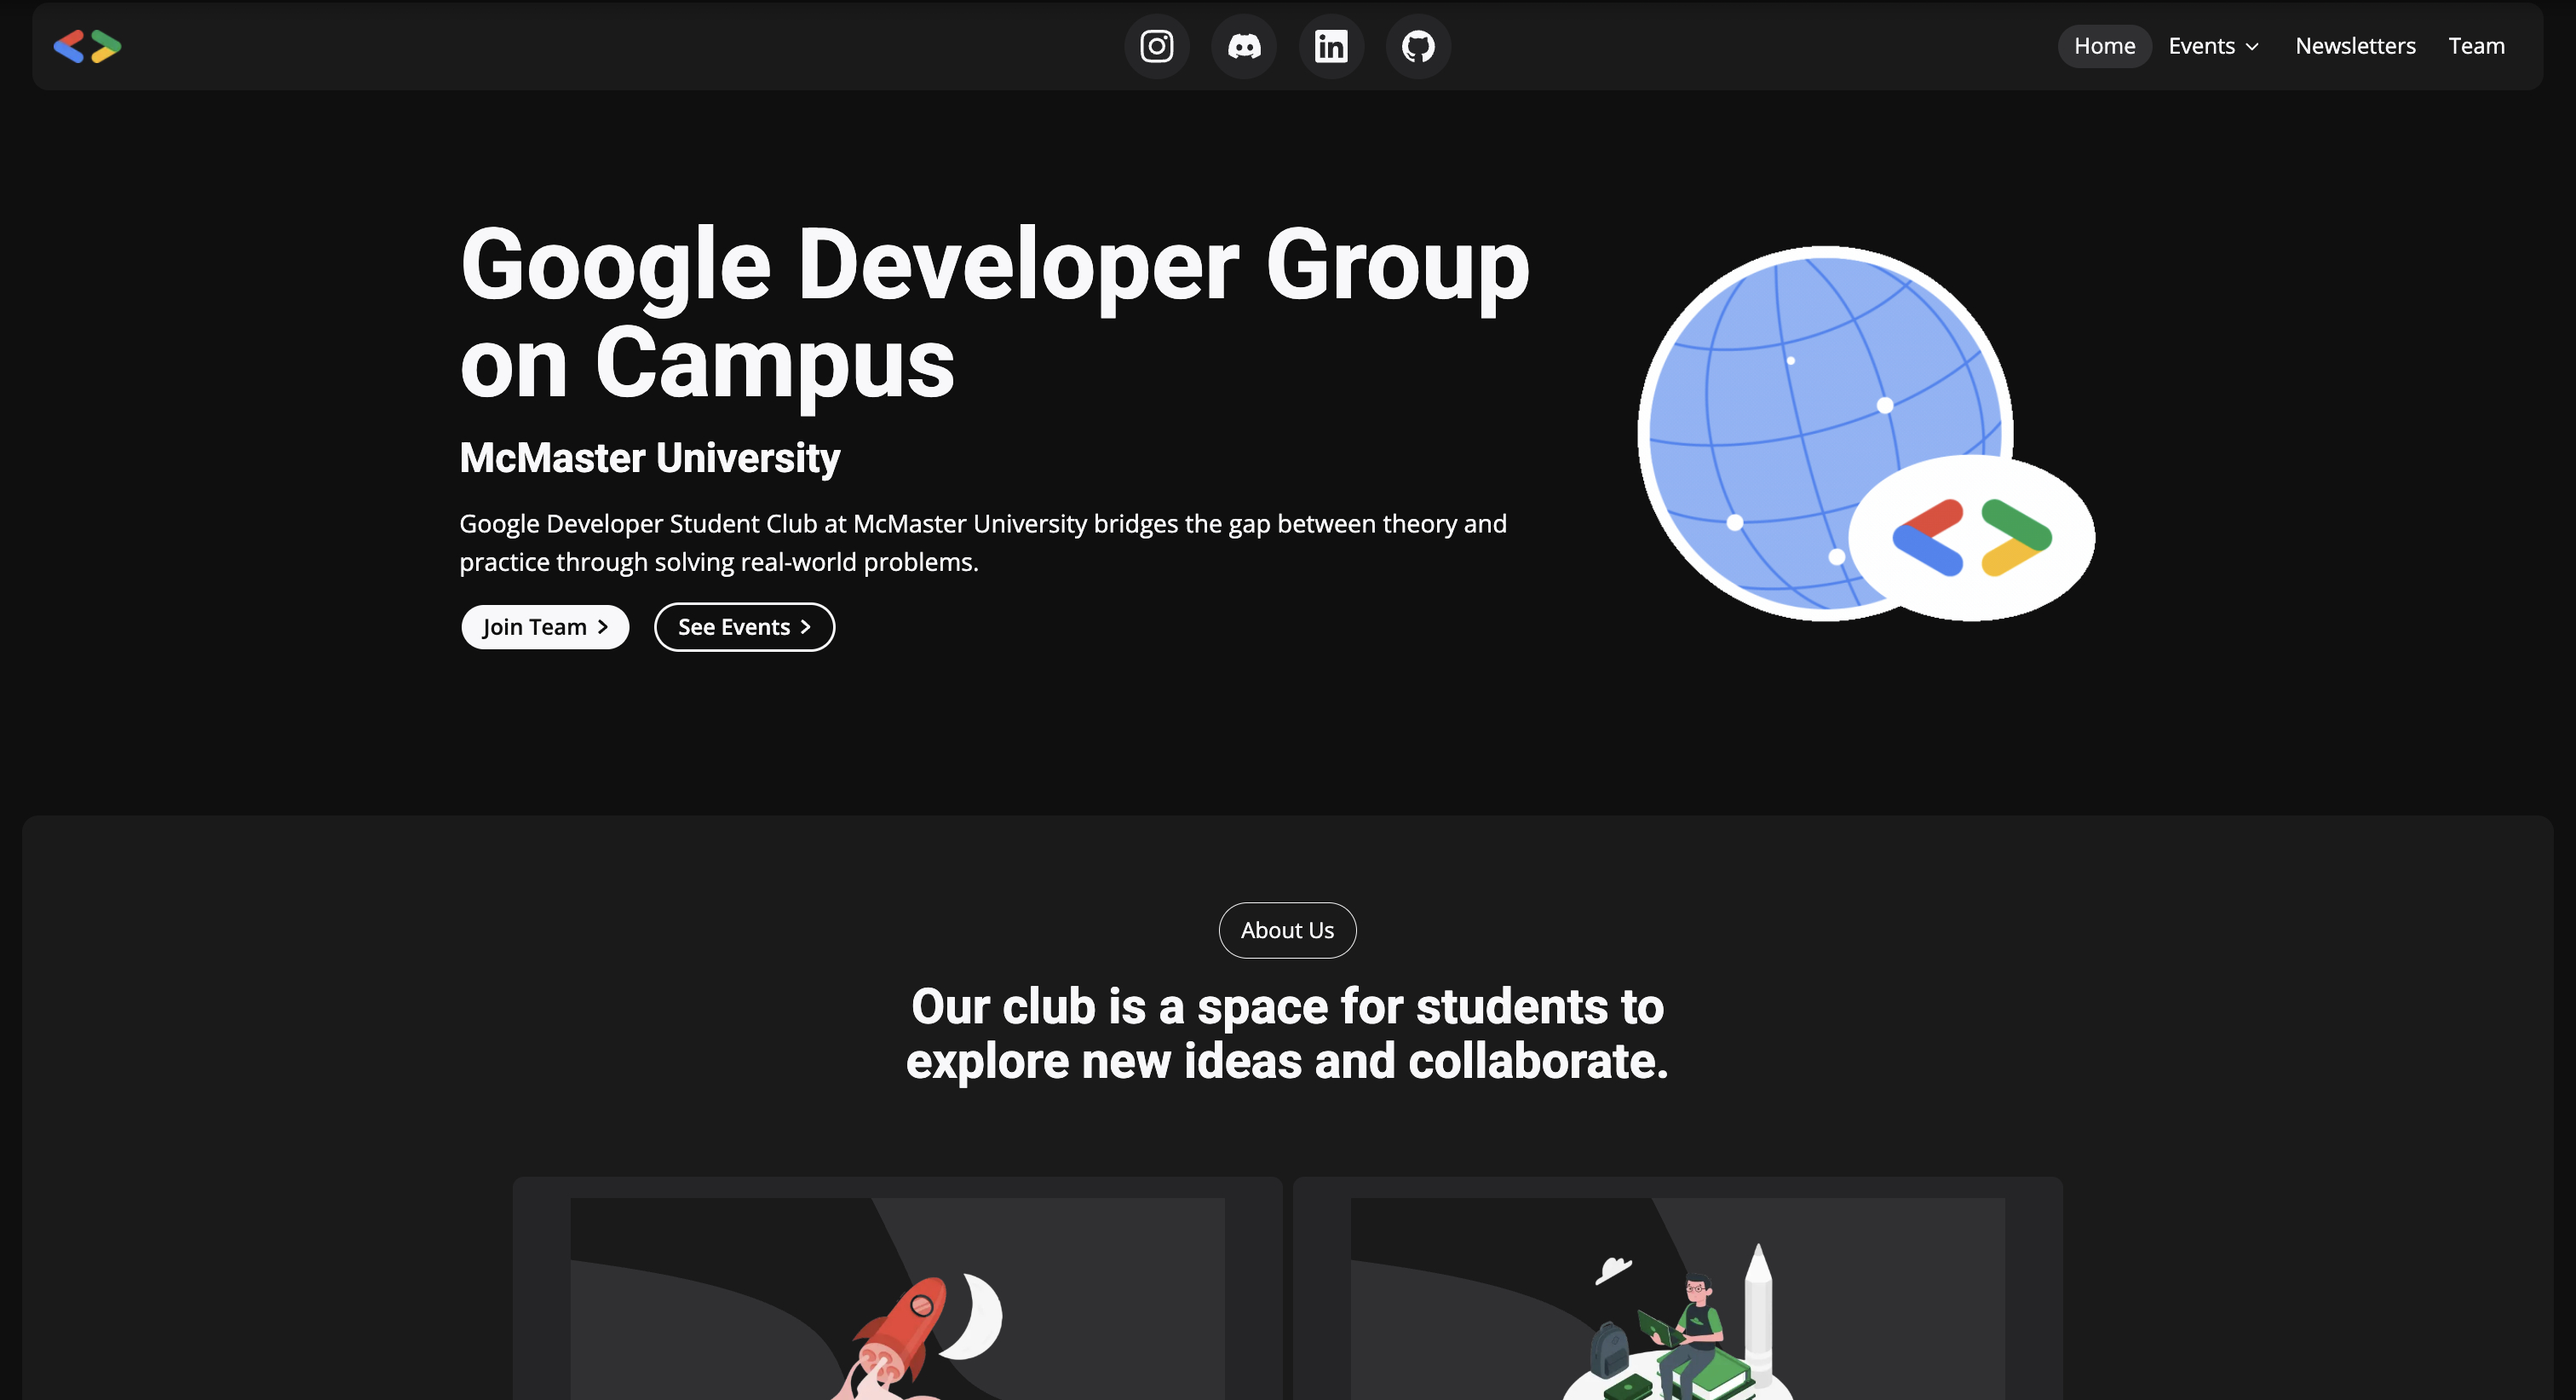 Home Events Newsletters Team
Google Developer Group
on Campus
McMaster University
Google Developer Student Club at McMaster University bridges the gap between theory and
practice through solving real-world problems.
Join Team See Events
About Us
Our club is a space for students to
explore new ideas and collaborate.